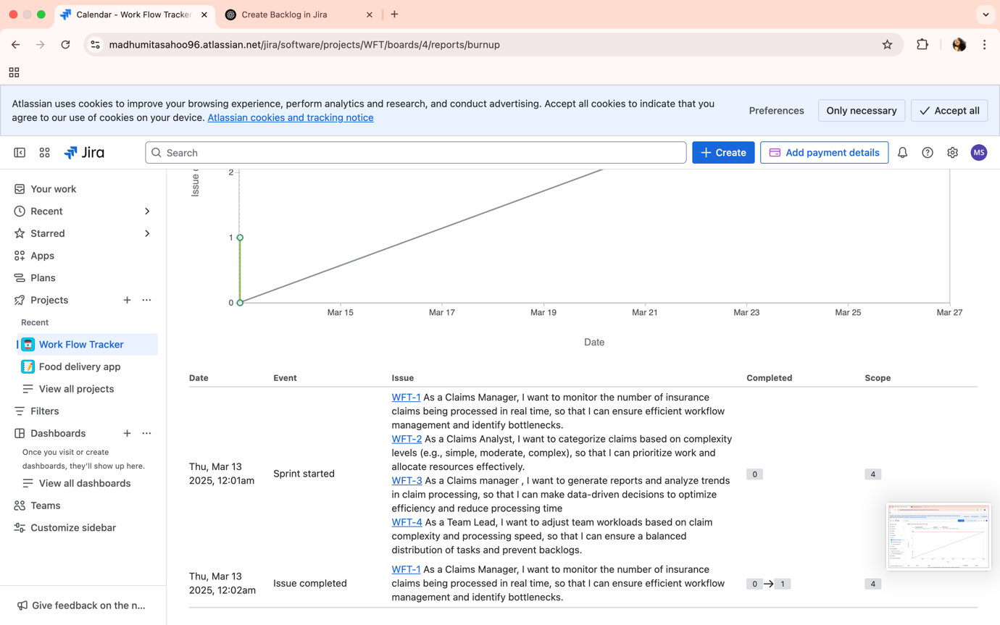 Calendar - Work Flow Tracker
Create Backlog in Jira
madhumitasahoo96.atlassian.net/jira/software/projects/WFT/boards/4/reports/burnup
Atlassian uses cookies to improve your browsing experience, perform analytics and research, and conduct advertising. Accept all cookies to indicate that you
agree to our use of cookies on your device. Atlassian cookies and tracking notice
Preferences
Only necessary
Accept all
Jira
Search
Create
Add payment details
MS
Your work
Recent
Starred
Apps
Plans
Projects
Recent
Work Flow Tracker
Food delivery app
View all projects
Filters
Dashboards
Once you visit or create
dashboards, they'll show up here.
View all dashboards
Teams
Customize sidebar
Give feedback on the n...
Issue
2
1
0
Mar 15
Mar 17
Mar 19
Mar 21
Mar 23
Mar 25
Mar 27
Date
Date
Event
Issue
Completed
Scope
Thu, Mar 13
2025, 12:01am
Sprint started
WFT-1 As a Claims Manager, I want to monitor the number of insurance
claims being processed in real time, so that I can ensure efficient workflow
management and identify bottlenecks.
WFT-2 As a Claims Analyst, I want to categorize claims based on complexity
levels (e.g., simple, moderate, complex), so that I can prioritize work and
allocate resources effectively.
WFT-3 As a Claims manager , I want to generate reports and analyze trends
in claim processing, so that I can make data-driven decisions to optimize
efficiency and reduce processing time
WFT-4 As a Team Lead, I want to adjust team workloads based on claim
complexity and processing speed, so that I can ensure a balanced
distribution of tasks and prevent backlogs.
0
4
Thu, Mar 13
2025, 12:02am
Issue completed
WFT-1 As a Claims Manager, I want to monitor the number of insurance
claims being processed in real time, so that I can ensure efficient workflow
management and identify bottlenecks.
0 → 1
4